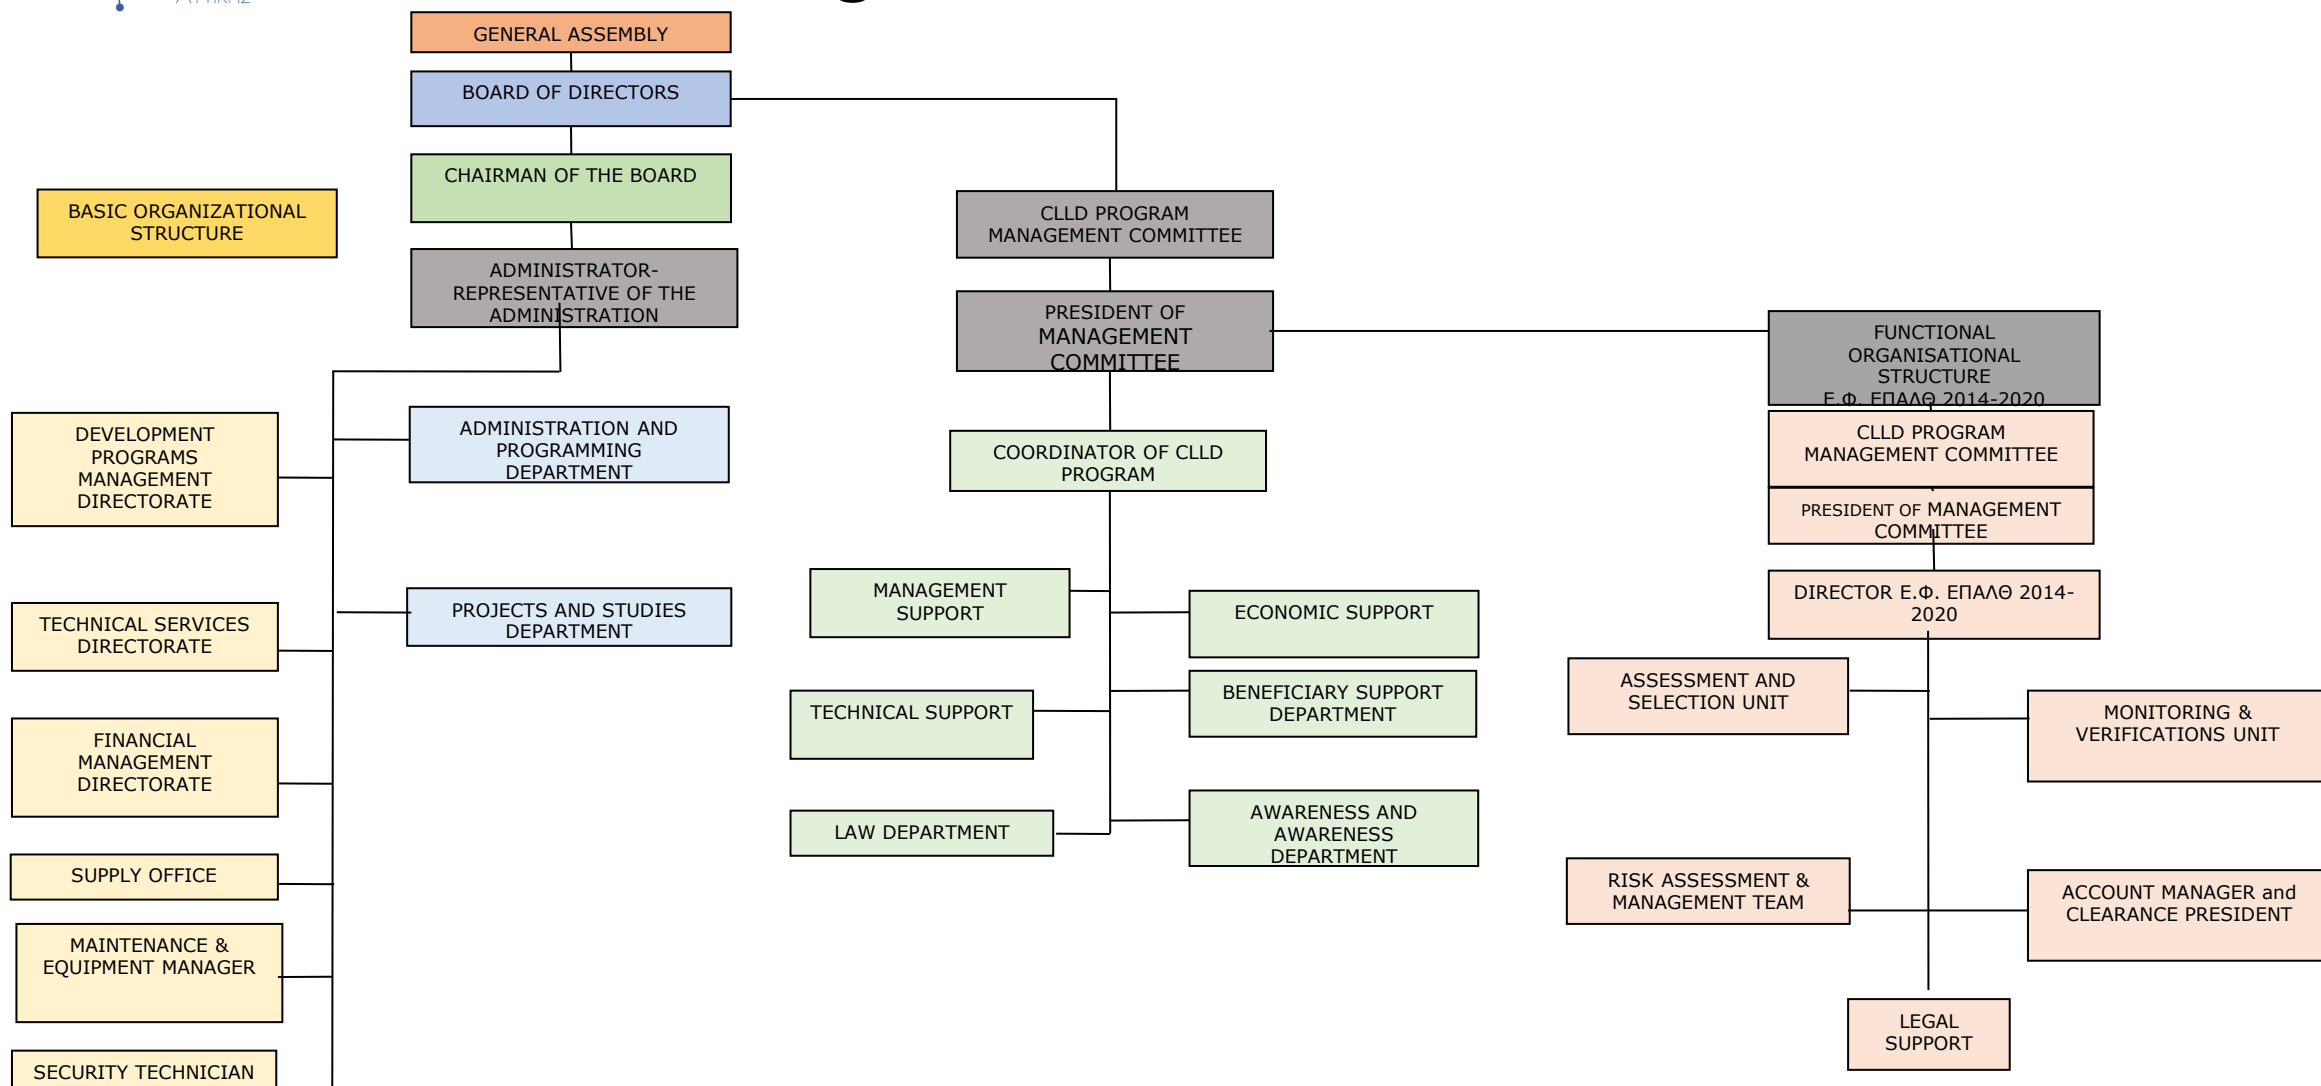 GENERAL ASSEMBLY
BOARD OF DIRECTORS
CHAIRMAN OF THE BOARD
BASIC ORGANIZATIONAL
STRUCTURE
ADMINISTRATOR-
REPRESENTATIVE OF THE
ADMINISTRATION
CLLD PROGRAM
MANAGEMENT COMMITTEE
PRESIDENT OF
MANAGEMENT
COMMITTEE
FUNCTIONAL
ORGANISATIONAL
STRUCTURE
Ε.Φ. ΕΠΑΛΘ 2014-2020
DEVELOPMENT
PROGRAMS
MANAGEMENT
DIRECTORATE
ADMINISTRATION AND
PROGRAMMING
DEPARTMENT
COORDINATOR OF CLLD
PROGRAM
CLLD PROGRAM
MANAGEMENT COMMITTEE
PRESIDENT OF MANAGEMENT
COMMITTEE
DIRECTOR Ε.Φ. ΕΠΑΛΘ 2014-
2020
TECHNICAL SERVICES
DIRECTORATE
PROJECTS AND STUDIES
DEPARTMENT
MANAGEMENT
SUPPORT
ECONOMIC SUPPORT
TECHNICAL SUPPORT
BENEFICIARY SUPPORT
DEPARTMENT
ASSESSMENT AND
SELECTION UNIT
MONITORING &
VERIFICATIONS UNIT
FINANCIAL
MANAGEMENT
DIRECTORATE
LAW DEPARTMENT
AWARENESS AND
AWARENESS
DEPARTMENT
SUPPLY OFFICE
RISK ASSESSMENT &
MANAGEMENT TEAM
ACCOUNT MANAGER and
CLEARANCE PRESIDENT
MAINTENANCE &
EQUIPMENT MANAGER
LEGAL
SUPPORT
SECURITY TECHNICIAN